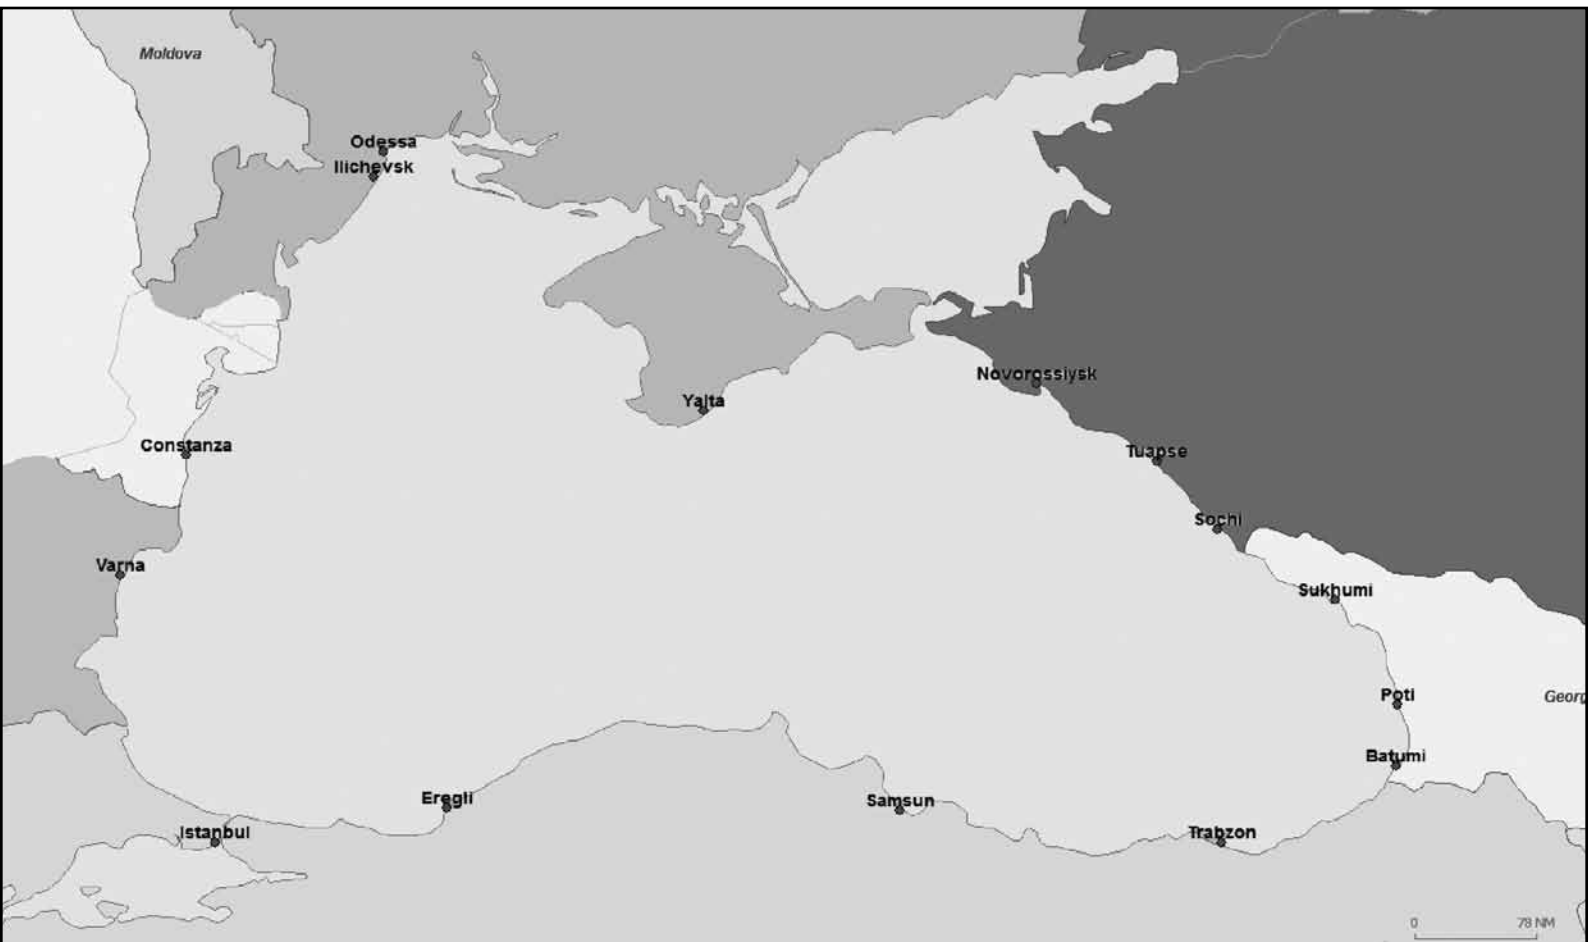 Moldova
Odessa
Ilichevsk
Novorossiysk
Yalta
Constanza
Tuapse
Sochi
Varna
Sukhumi
Poti
Georg
Batumi
Eregli
Samsun
Istanbul
Trabzon
0 78 NM